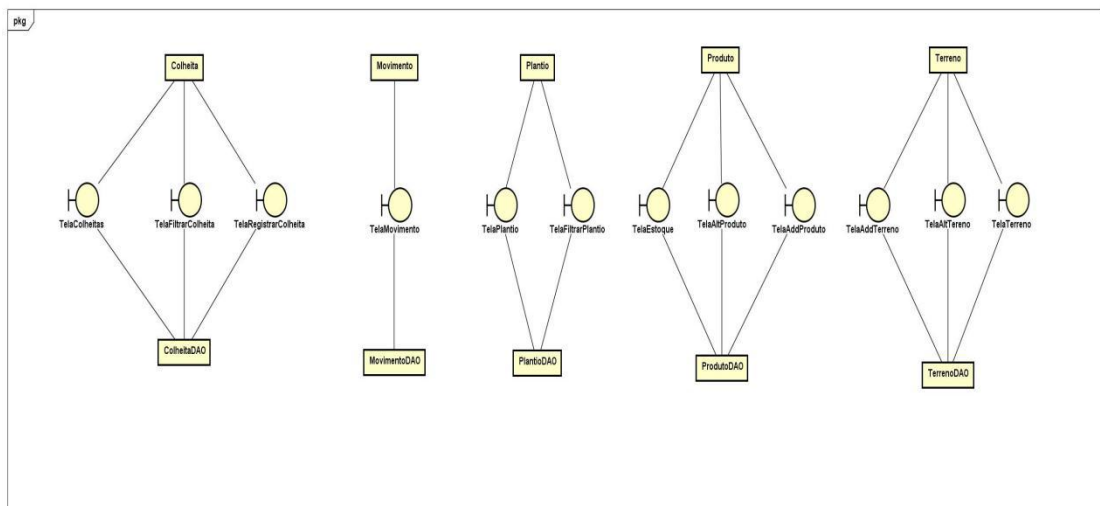 pkg
Colheita
Movimento
Plantio
Produto
Terreno
TelaColheitas
TelaFiltrarColheita
TelaRegistrarColheita
TelaMovimento
TelaPlantio
TelaFiltrarPlantio
TelaEstoque
TelaAltProduto
TelaAddProduto
TelaAddTerreno
TelaAltTereno
TelaTerreno
ColheitaDAO
MovimentoDAO
PlantioDAO
ProdutoDAO
TerrenoDAO